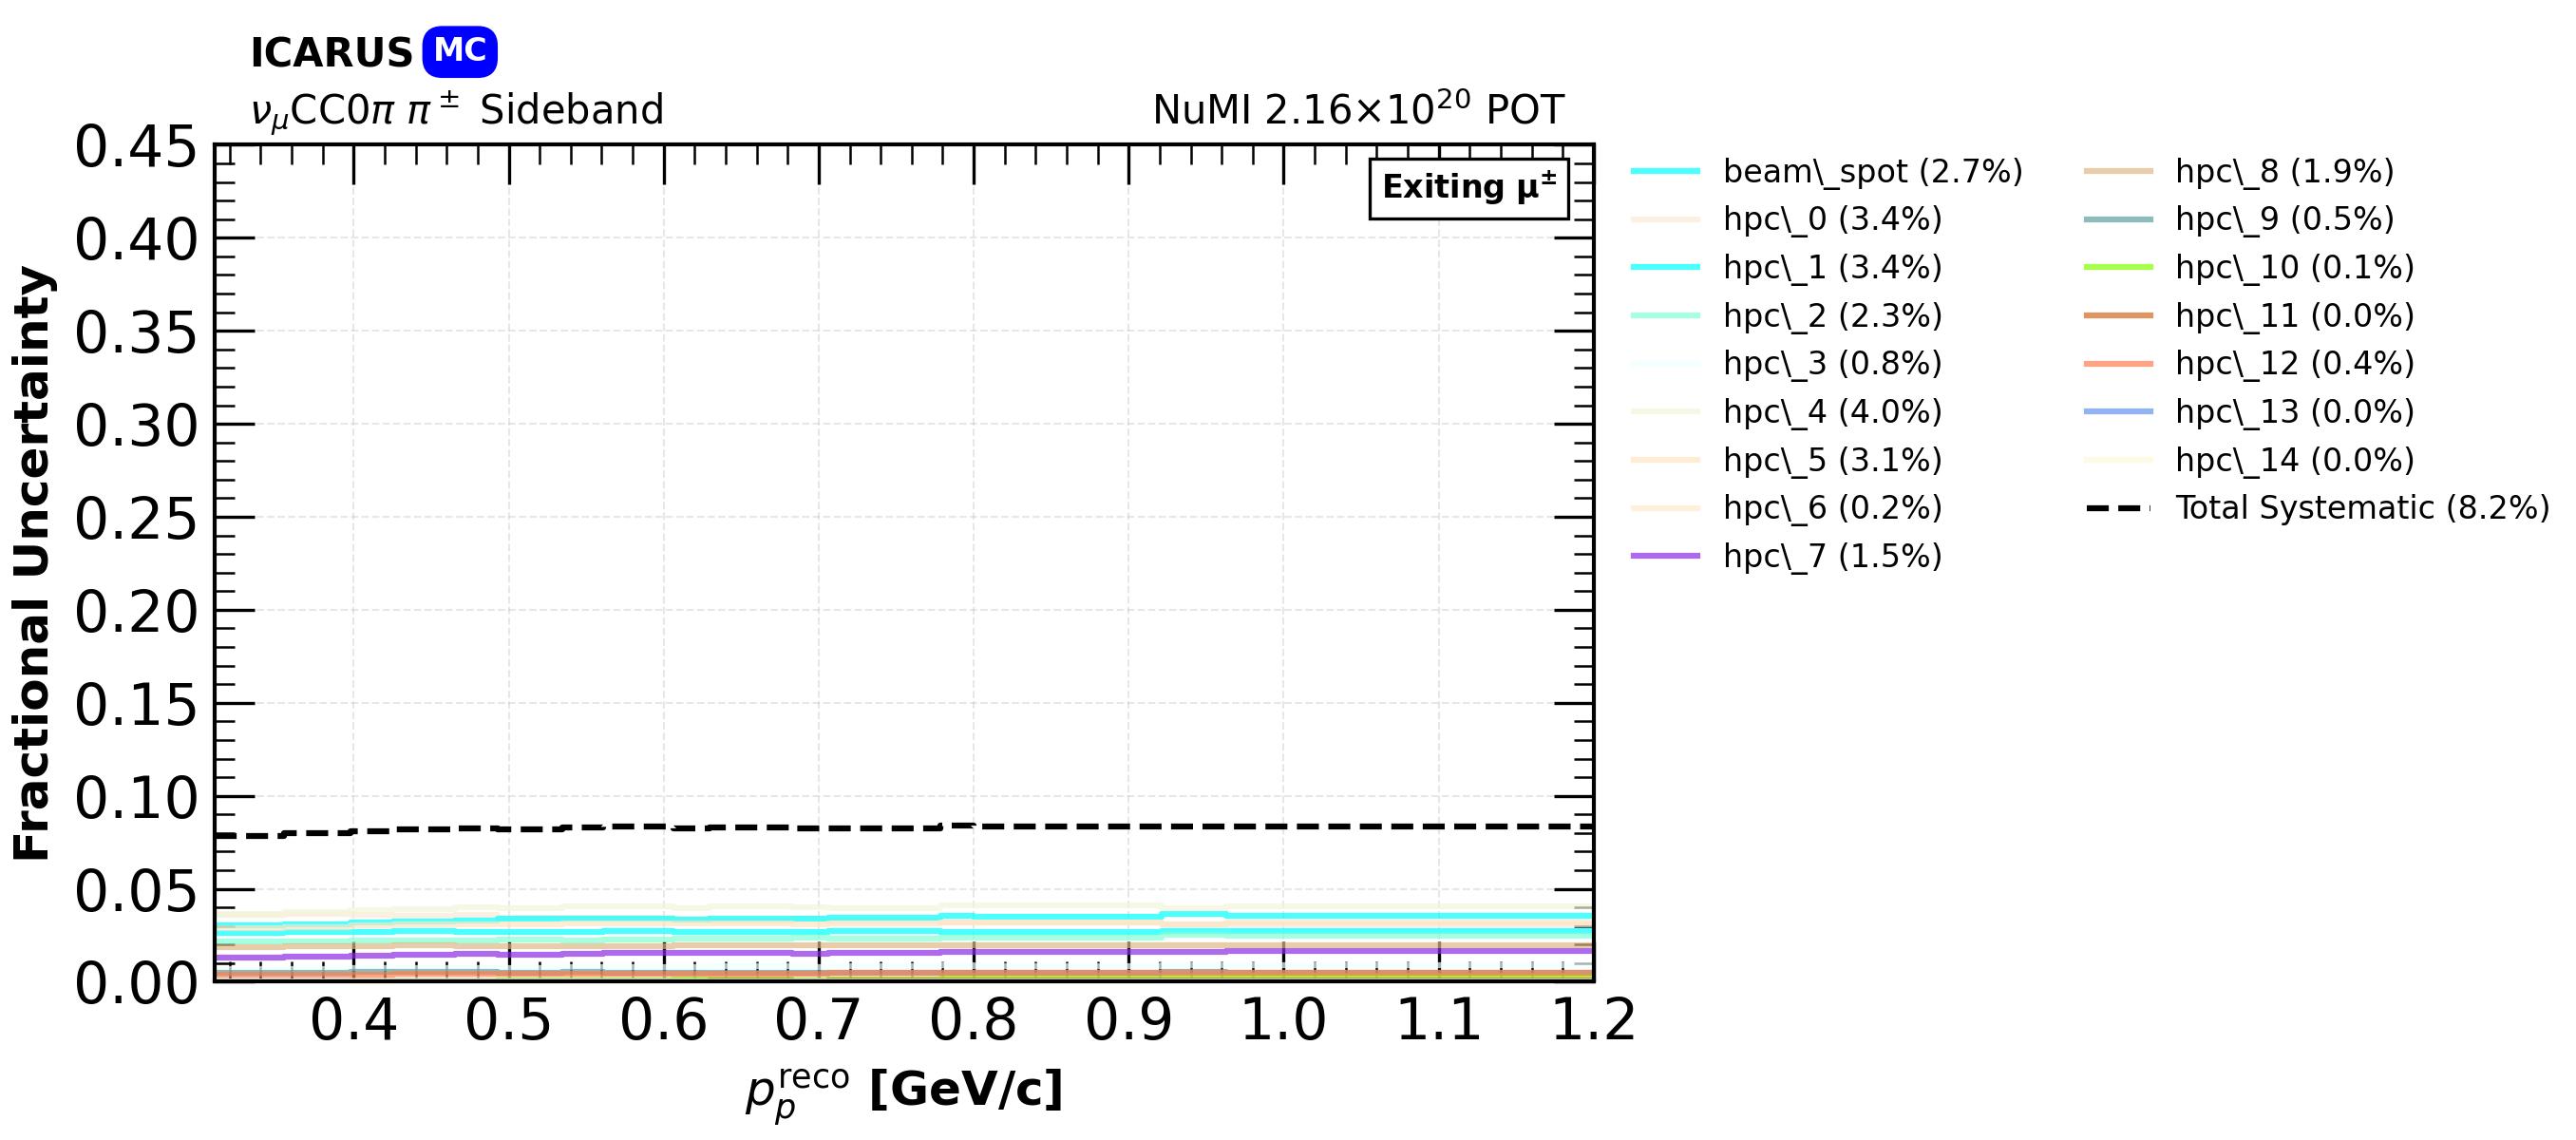 ICARUS MC
νμCC0π π± Sideband
NuMI 2.16×10²⁰ POT
Exiting μ±
Fractional Uncertainty
0.45
0.40
0.35
0.30
0.25
0.20
0.15
0.10
0.05
0.00
0.4 0.5 0.6 0.7 0.8 0.9 1.0 1.1 1.2
p_p^reco [GeV/c]
beam\_spot (2.7%)
hpc\_0 (3.4%)
hpc\_1 (3.4%)
hpc\_2 (2.3%)
hpc\_3 (0.8%)
hpc\_4 (4.0%)
hpc\_5 (3.1%)
hpc\_6 (0.2%)
hpc\_7 (1.5%)
hpc\_8 (1.9%)
hpc\_9 (0.5%)
hpc\_10 (0.1%)
hpc\_11 (0.0%)
hpc\_12 (0.4%)
hpc\_13 (0.0%)
hpc\_14 (0.0%)
Total Systematic (8.2%)